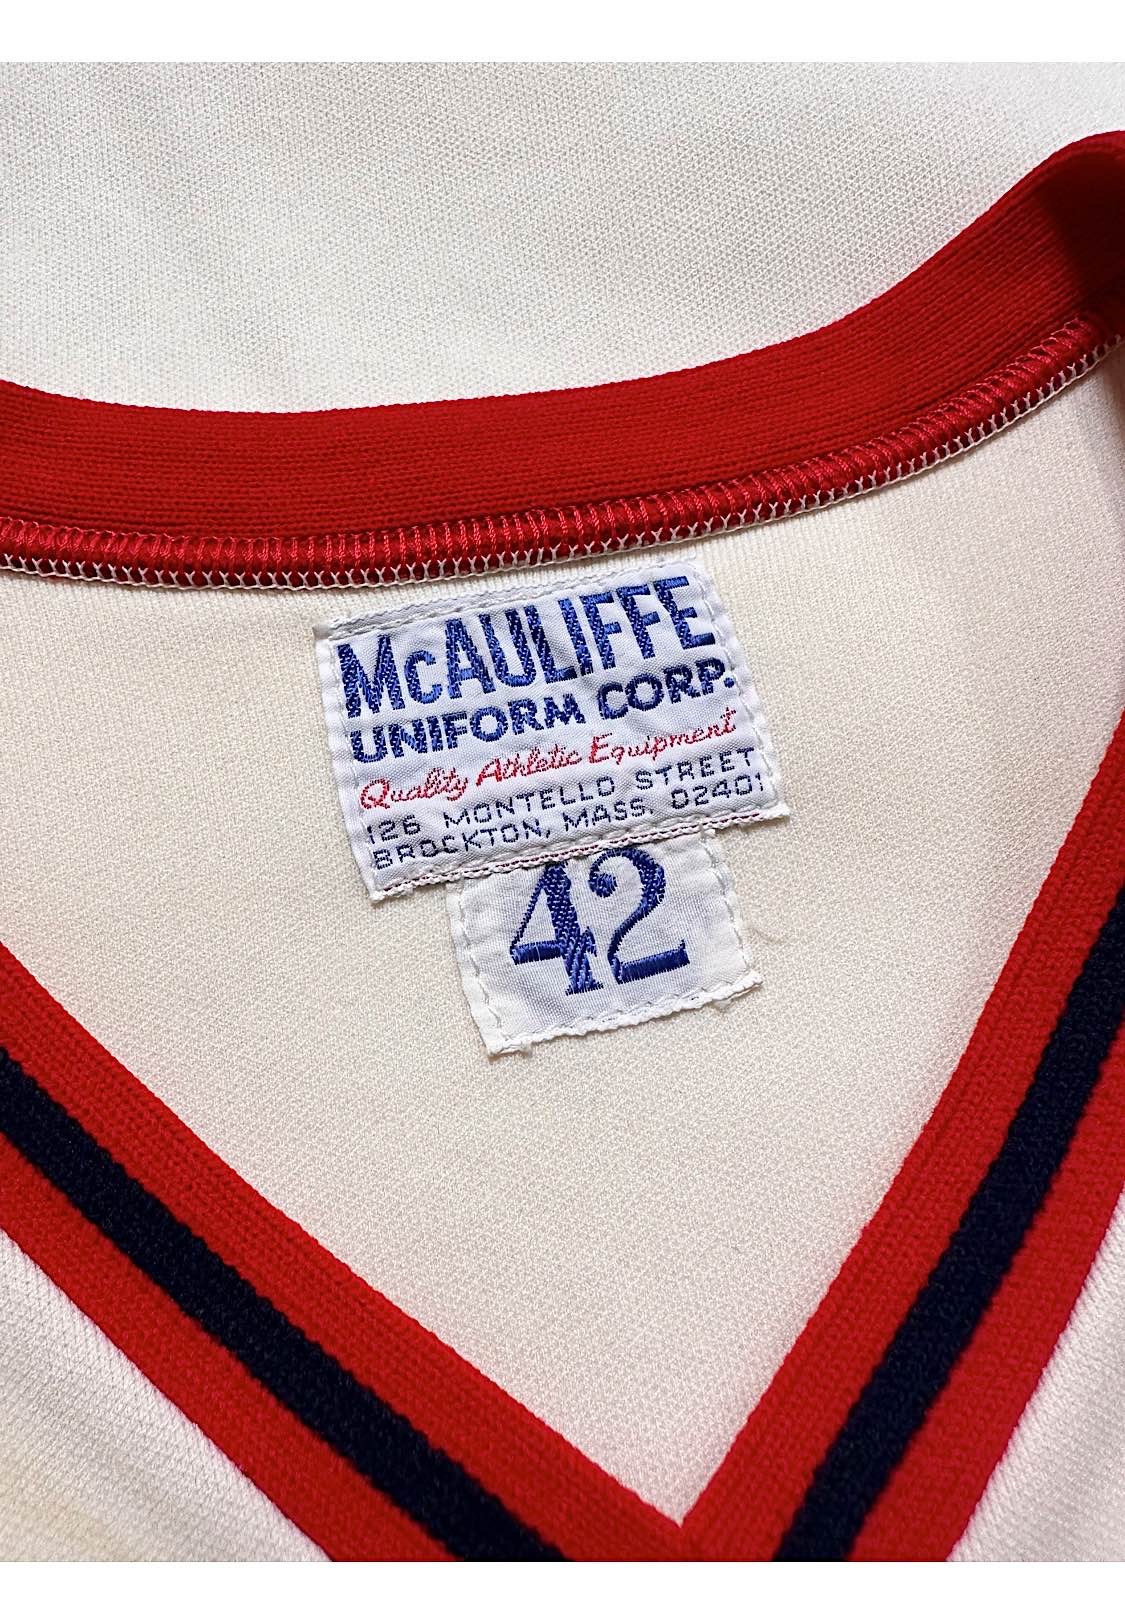 McAULIFFE
UNIFORM CORP.
Quality Athletic Equipment
126 MONTELLO STREET
BROCKTON, MASS. 02401
42